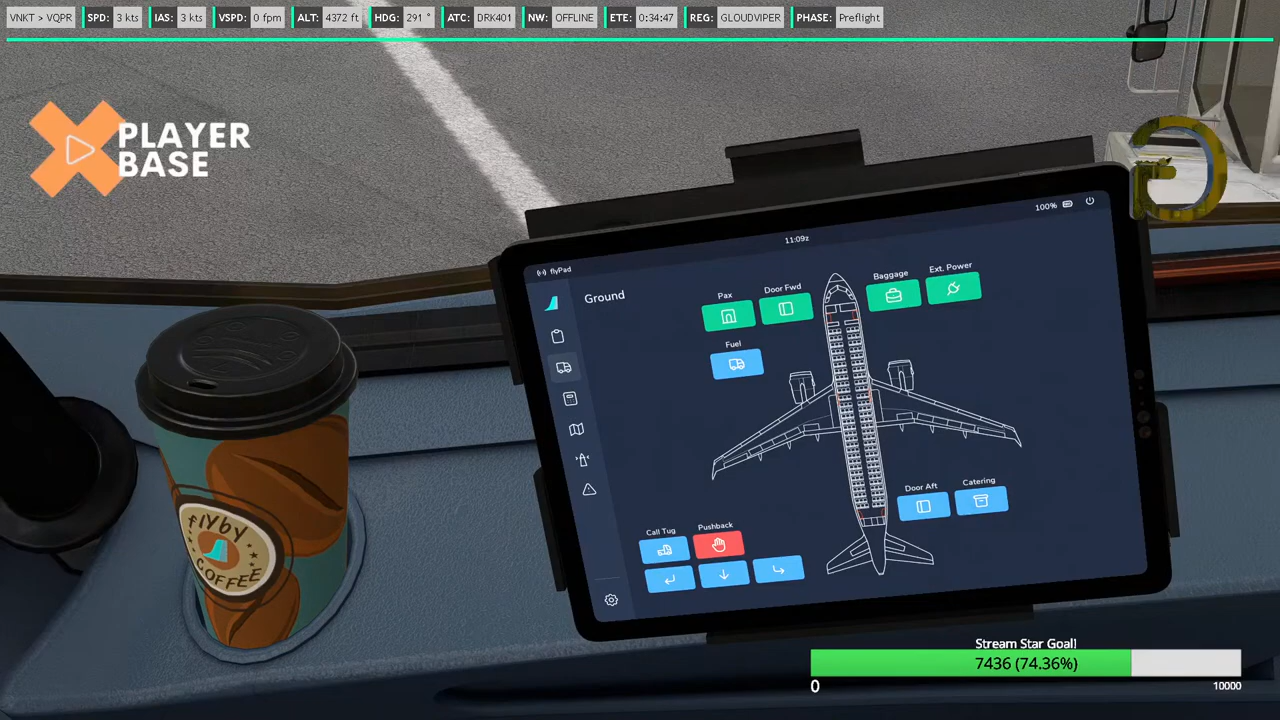 VNKT > VQPR SPD: 3 kts IAS: 3 kts VSPD: 0 fpm ALT: 4372 ft HDG: 291 ° ATC: DRK401 NW: OFFLINE ETE: 0:34:47 REG: GLOUDVIPER PHASE: Preflight
PLAYER
BASE
100%
11:09z
flyPad
Ground
Pax
Door Fwd
Baggage
Ext. Power
Fuel
Door Aft
Catering
Call Tug
Pushback
flyby
COFFEE
Stream Star Goal!
7436 (74.36%)
0
10000